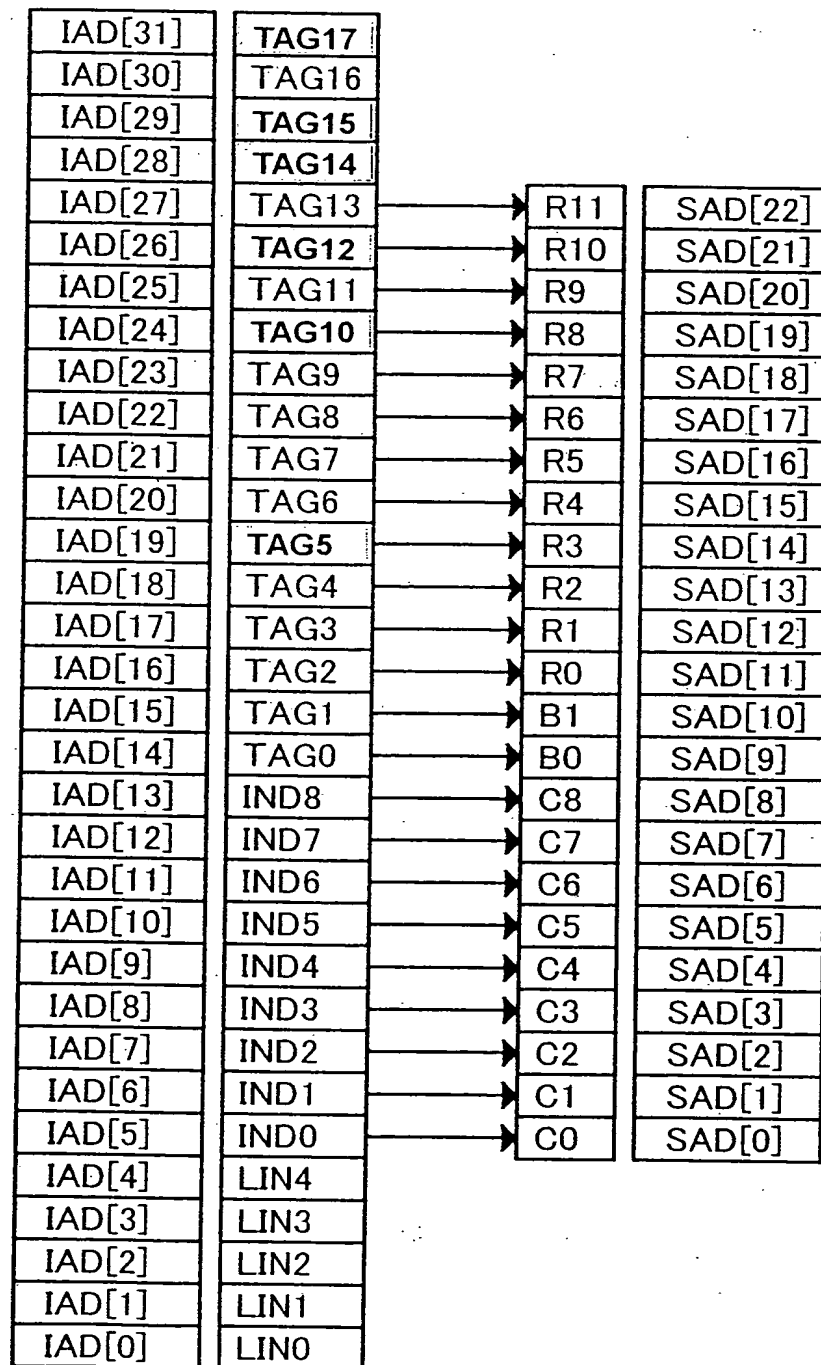 IAD[31] TAG17
IAD[30] TAG16
IAD[29] TAG15
IAD[28] TAG14
IAD[27] TAG13 R11 SAD[22]
IAD[26] TAG12 R10 SAD[21]
IAD[25] TAG11 R9 SAD[20]
IAD[24] TAG10 R8 SAD[19]
IAD[23] TAG9 R7 SAD[18]
IAD[22] TAG8 R6 SAD[17]
IAD[21] TAG7 R5 SAD[16]
IAD[20] TAG6 R4 SAD[15]
IAD[19] TAG5 R3 SAD[14]
IAD[18] TAG4 R2 SAD[13]
IAD[17] TAG3 R1 SAD[12]
IAD[16] TAG2 R0 SAD[11]
IAD[15] TAG1 B1 SAD[10]
IAD[14] TAG0 B0 SAD[9]
IAD[13] IND8 C8 SAD[8]
IAD[12] IND7 C7 SAD[7]
IAD[11] IND6 C6 SAD[6]
IAD[10] IND5 C5 SAD[5]
IAD[9] IND4 C4 SAD[4]
IAD[8] IND3 C3 SAD[3]
IAD[7] IND2 C2 SAD[2]
IAD[6] IND1 C1 SAD[1]
IAD[5] IND0 C0 SAD[0]
IAD[4] LIN4
IAD[3] LIN3
IAD[2] LIN2
IAD[1] LIN1
IAD[0] LIN0